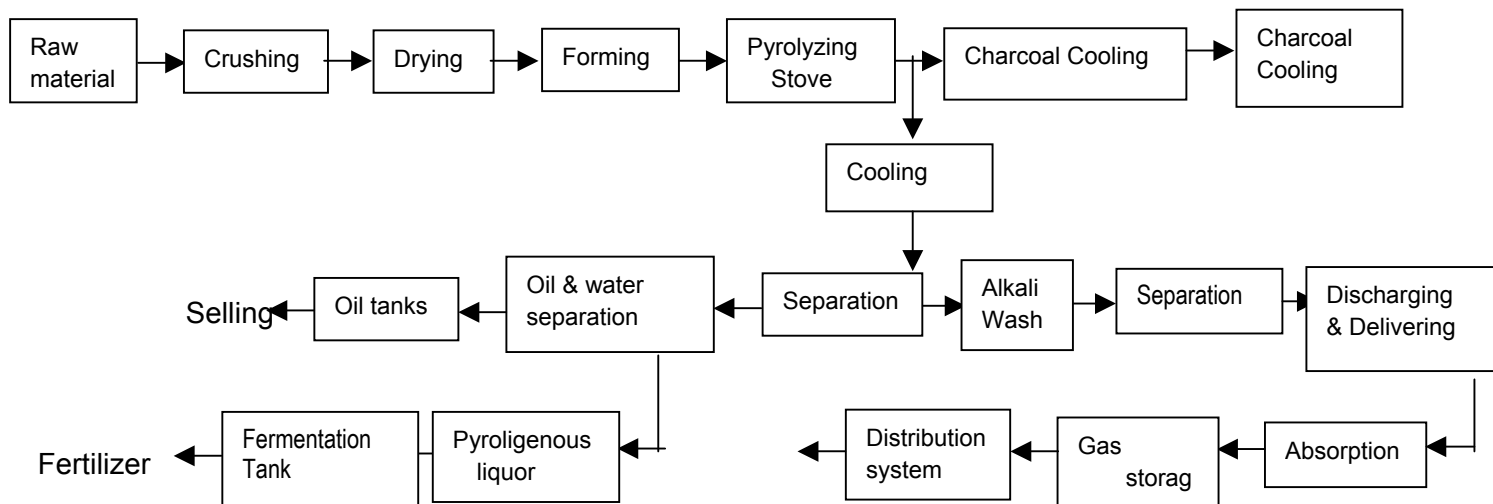 Raw
material
Crushing
Drying
Forming
Pyrolyzing
Stove
Charcoal Cooling
Charcoal
Cooling
Cooling
Selling
Oil tanks
Oil & water
separation
Separation
Alkali
Wash
Separation
Discharging
& Delivering
Fertilizer
Fermentation
Tank
Pyroligenous
liquor
Distribution
system
Gas
storag
Absorption